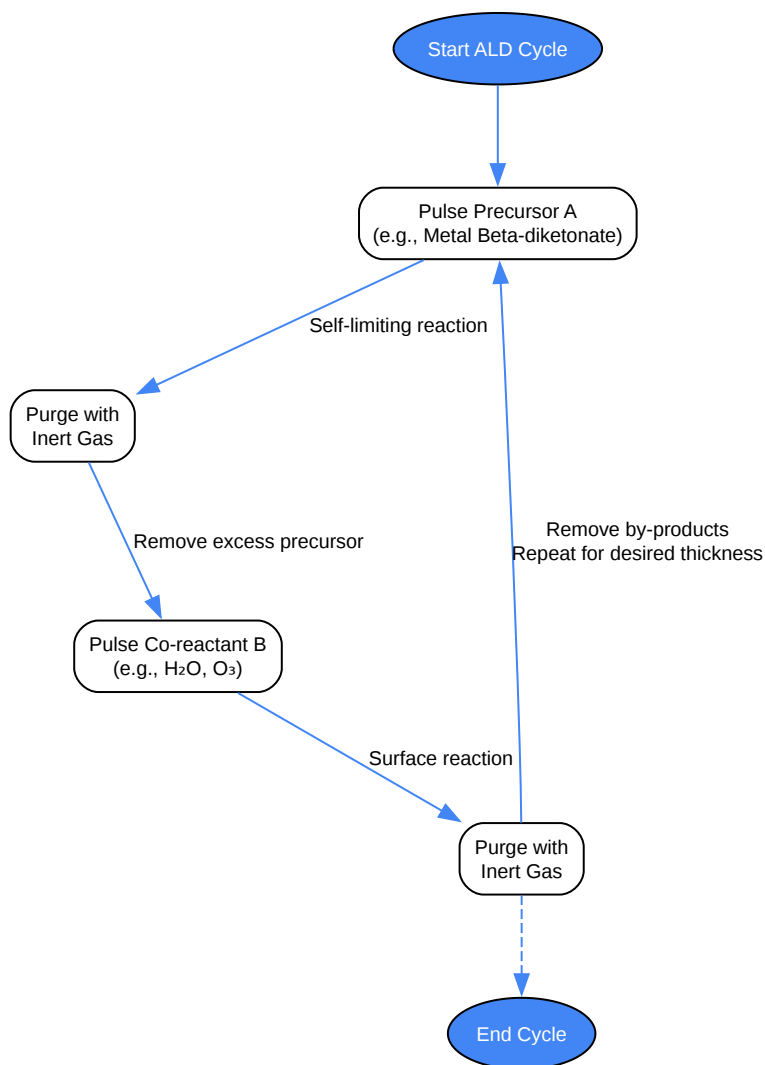 Start ALD Cycle
Pulse Precursor A
(e.g., Metal Beta-diketonate)
Self-limiting reaction
Purge with
Inert Gas
Remove excess precursor
Remove by-products
Repeat for desired thickness
Pulse Co-reactant B
(e.g., H₂O, O₃)
Surface reaction
Purge with
Inert Gas
End Cycle